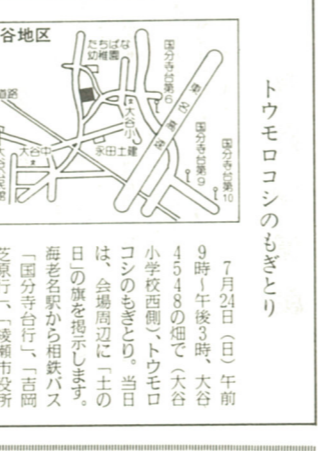 トウモロコシのもぎとり
7月24日（日）午前
9時〜午後3時、大谷
4548の畑で（大谷
小学校西側）、トウモロ
コシのもぎとり。当日
は、会場周辺に「土の
日」の旗を掲示します。
海老名駅から相鉄バス
「国分寺台行」、「吉岡
芝原行」、「綾瀬市役所
谷地区
たちばな
幼稚園
国分寺台第6
東名高速
大谷小
国分寺台第9
国分寺台第10
永田土建
大谷中
道路